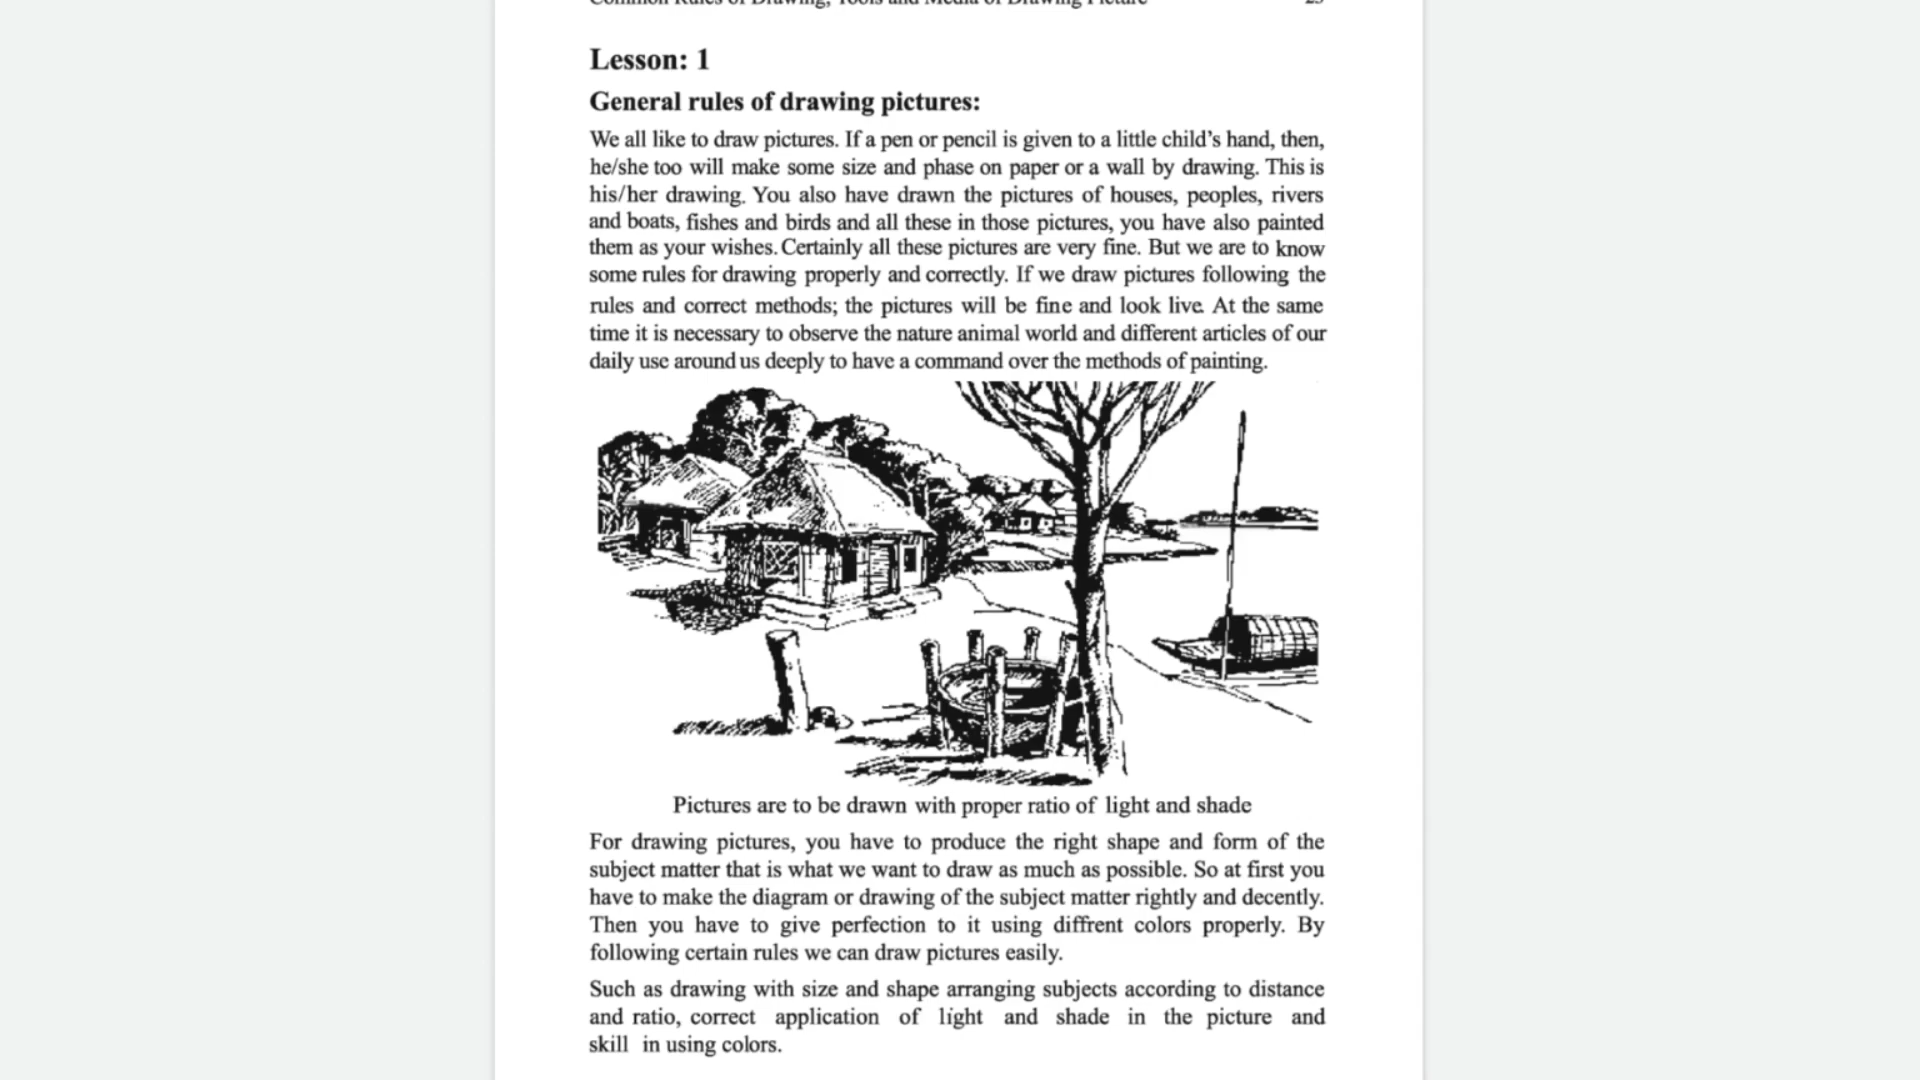 Common Rules of Drawing, Tools and Media of Drawing Picture 23
Lesson: 1
General rules of drawing pictures:
We all like to draw pictures. If a pen or pencil is given to a little child's hand, then,
he/she too will make some size and phase on paper or a wall by drawing. This is
his/her drawing. You also have drawn the pictures of houses, peoples, rivers
and boats, fishes and birds and all these in those pictures, you have also painted
them as your wishes. Certainly all these pictures are very fine. But we are to know
some rules for drawing properly and correctly. If we draw pictures following the
rules and correct methods; the pictures will be fine and look live. At the same
time it is necessary to observe the nature animal world and different articles of our
daily use around us deeply to have a command over the methods of painting.
Pictures are to be drawn with proper ratio of light and shade
For drawing pictures, you have to produce the right shape and form of the
subject matter that is what we want to draw as much as possible. So at first you
have to make the diagram or drawing of the subject matter rightly and decently.
Then you have to give perfection to it using diffrent colors properly. By
following certain rules we can draw pictures easily.
Such as drawing with size and shape arranging subjects according to distance
and ratio, correct application of light and shade in the picture and
skill in using colors.